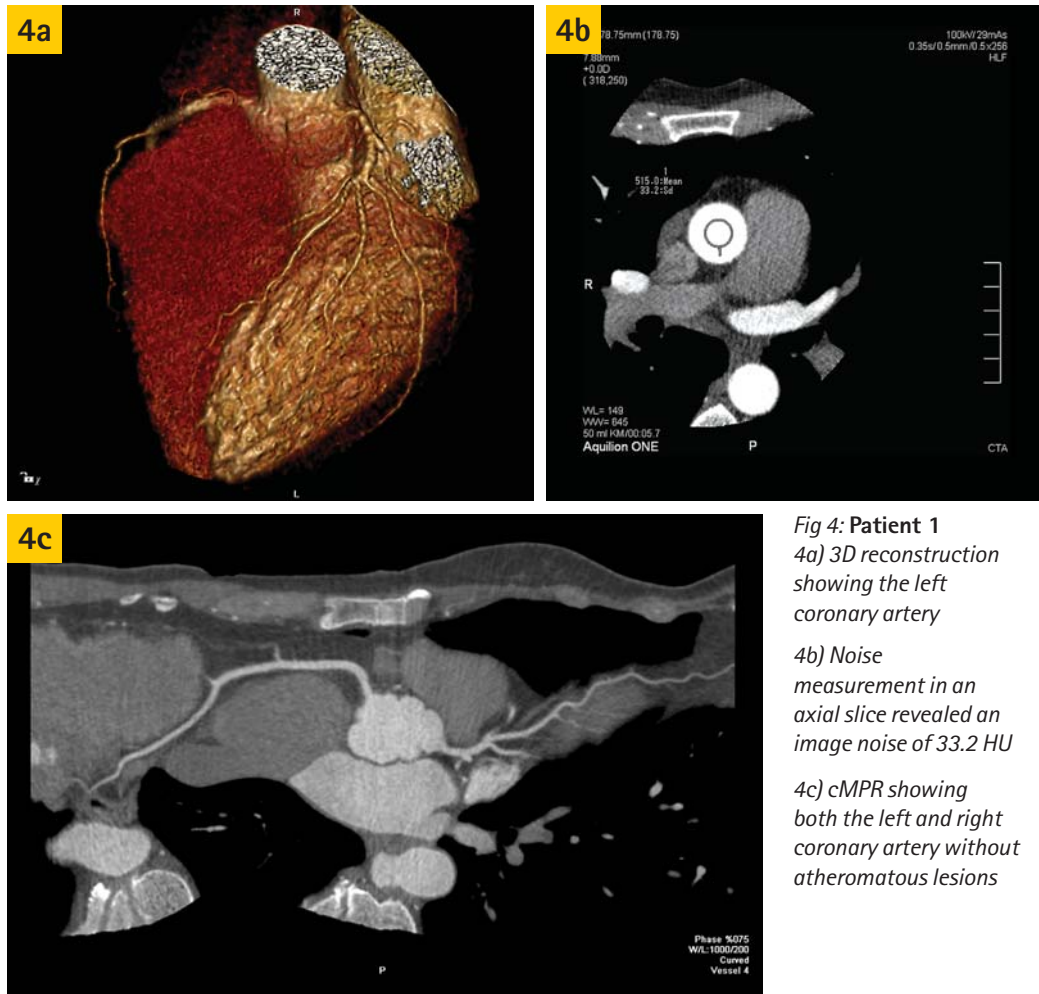 4a
R
L
4b
78.75mm (178.75)
7.88mm
+0.0D
( 318,250)
100kV/29mAs
0.35s/0.5mm/0.5x256
HLF
1
515.0:Mean
33.2:Sd
R
WL= 149
WW= 645
50 ml KM/00:05.7
Aquilion ONE
P
CTA
4c
Phase %075
W/L:1000/200
Curved
Vessel 4
P
Fig 4: Patient 1
4a) 3D reconstruction
showing the left
coronary artery
4b) Noise
measurement in an
axial slice revealed an
image noise of 33.2 HU
4c) cMPR showing
both the left and right
coronary artery without
atheromatous lesions